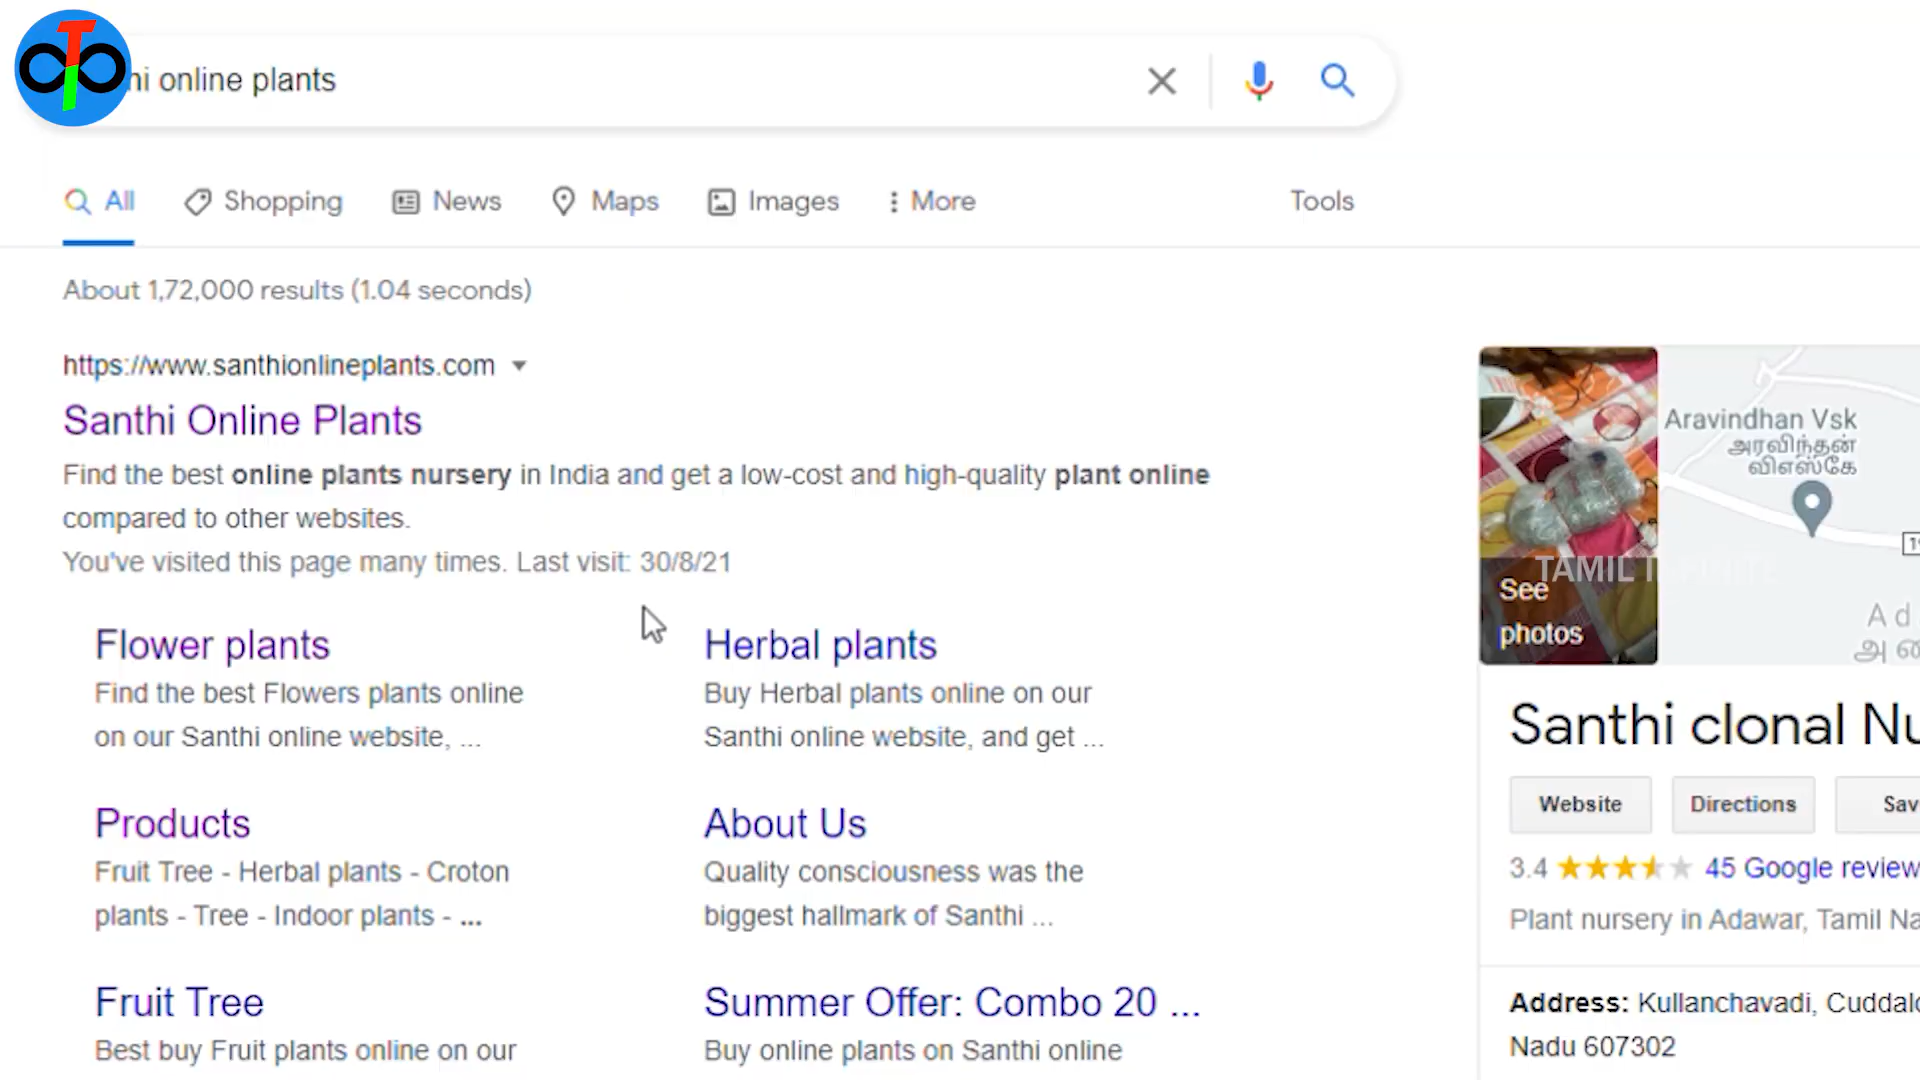 hi online plants
All
Shopping
News
Maps
Images
More
Tools
About 1,72,000 results (1.04 seconds)
https://www.santhionlineplants.com
Santhi Online Plants
Find the best online plants nursery in India and get a low-cost and high-quality plant online
compared to other websites.
You've visited this page many times. Last visit: 30/8/21
Flower plants
Find the best Flowers plants online
on our Santhi online website, ...
Herbal plants
Buy Herbal plants online on our
Santhi online website, and get ...
Products
Fruit Tree - Herbal plants - Croton
plants - Tree - Indoor plants - ...
About Us
Quality consciousness was the
biggest hallmark of Santhi ...
Fruit Tree
Best buy Fruit plants online on our
Summer Offer: Combo 20 ...
Buy online plants on Santhi online
Aravindhan Vsk
அரவிந்தன்
விஎஸ்கே
TAMIL
See
photos
Santhi clonal Nu
Website
Directions
Sav
3.4
45 Google review
Plant nursery in Adawar, Tamil Na
Address: Kullanchavadi, Cuddalo
Nadu 607302